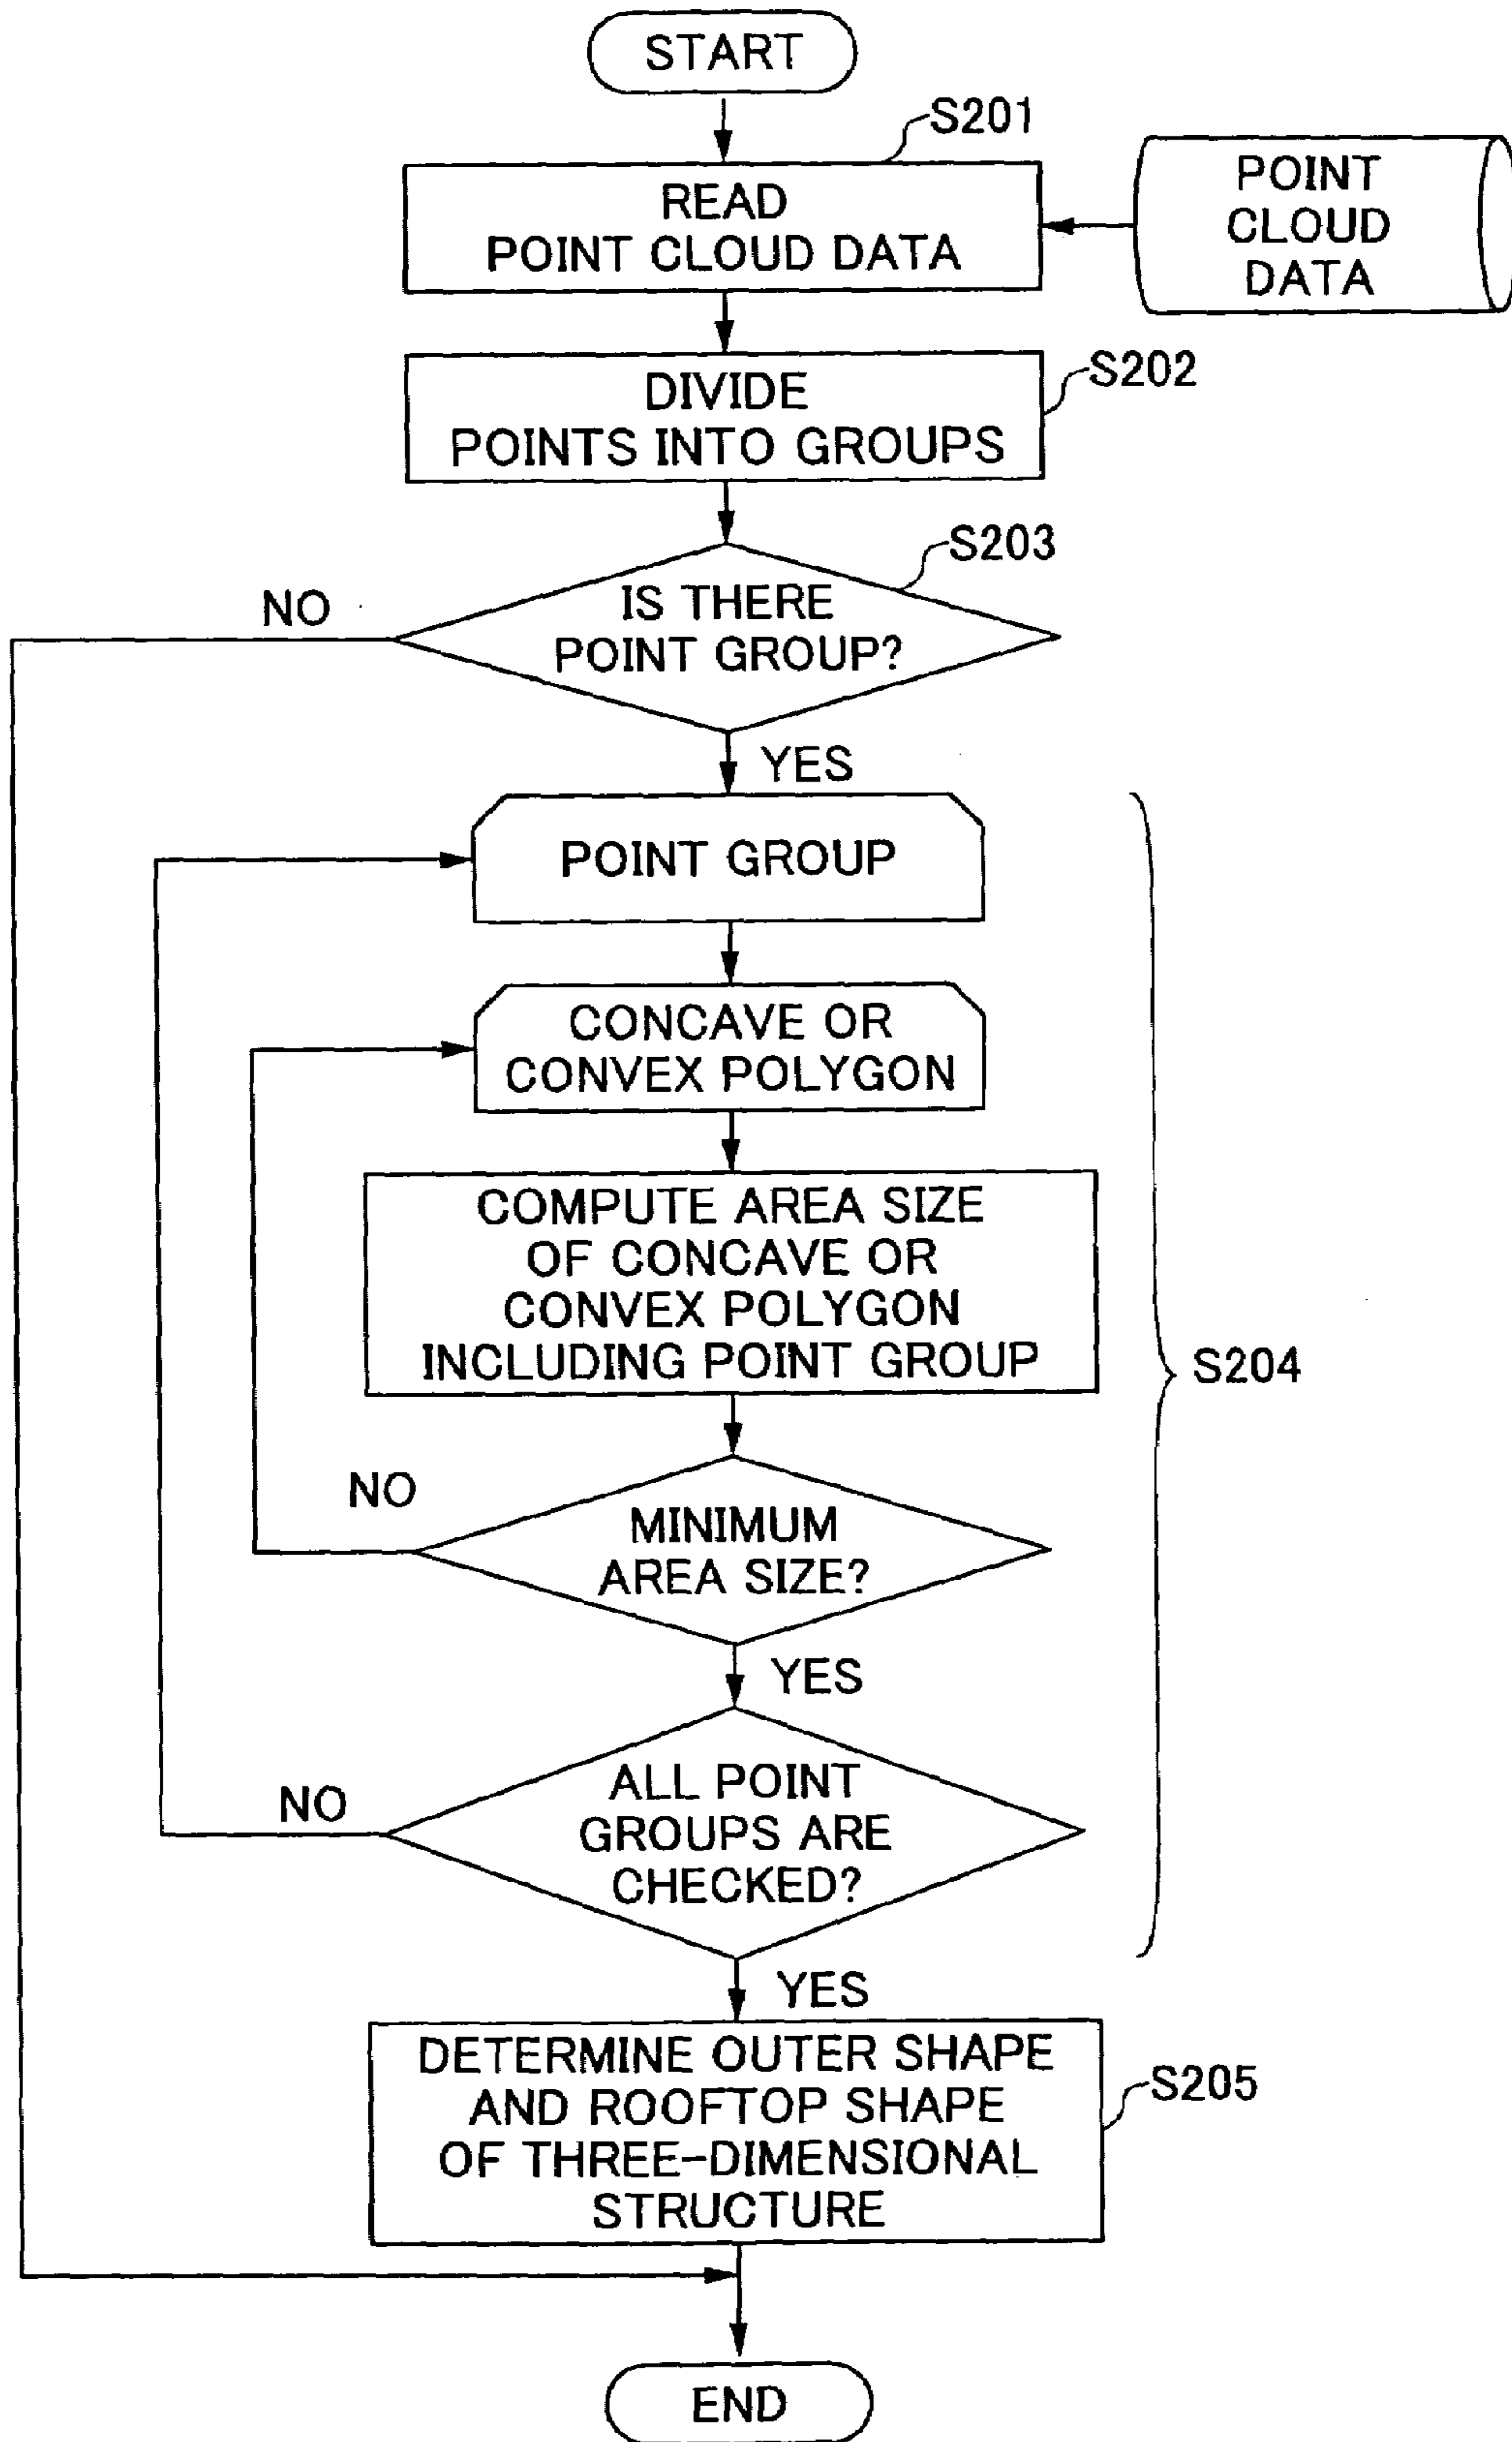 START
S201
READ
POINT CLOUD DATA
POINT
CLOUD
DATA
S202
DIVIDE
POINTS INTO GROUPS
S203
IS THERE
POINT GROUP?
NO
YES
POINT GROUP
CONCAVE OR
CONVEX POLYGON
COMPUTE AREA SIZE
OF CONCAVE OR
CONVEX POLYGON
INCLUDING POINT GROUP
S204
NO
MINIMUM
AREA SIZE?
YES
NO
ALL POINT
GROUPS ARE
CHECKED?
YES
DETERMINE OUTER SHAPE
AND ROOFTOP SHAPE
OF THREE-DIMENSIONAL
STRUCTURE
S205
END